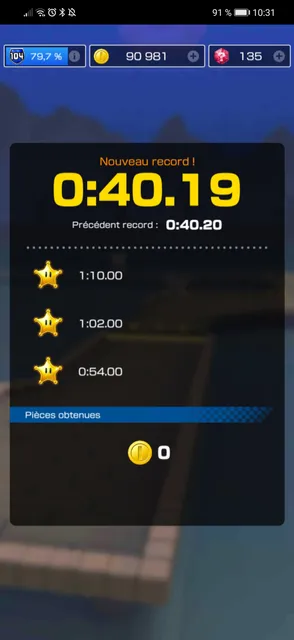 91 % 10:31
104 79,7 % i 90 981 + 135 +
Nouveau record !
0:40.19
Précédent record : 0:40.20
1:10.00
1:02.00
0:54.00
Pièces obtenues
0